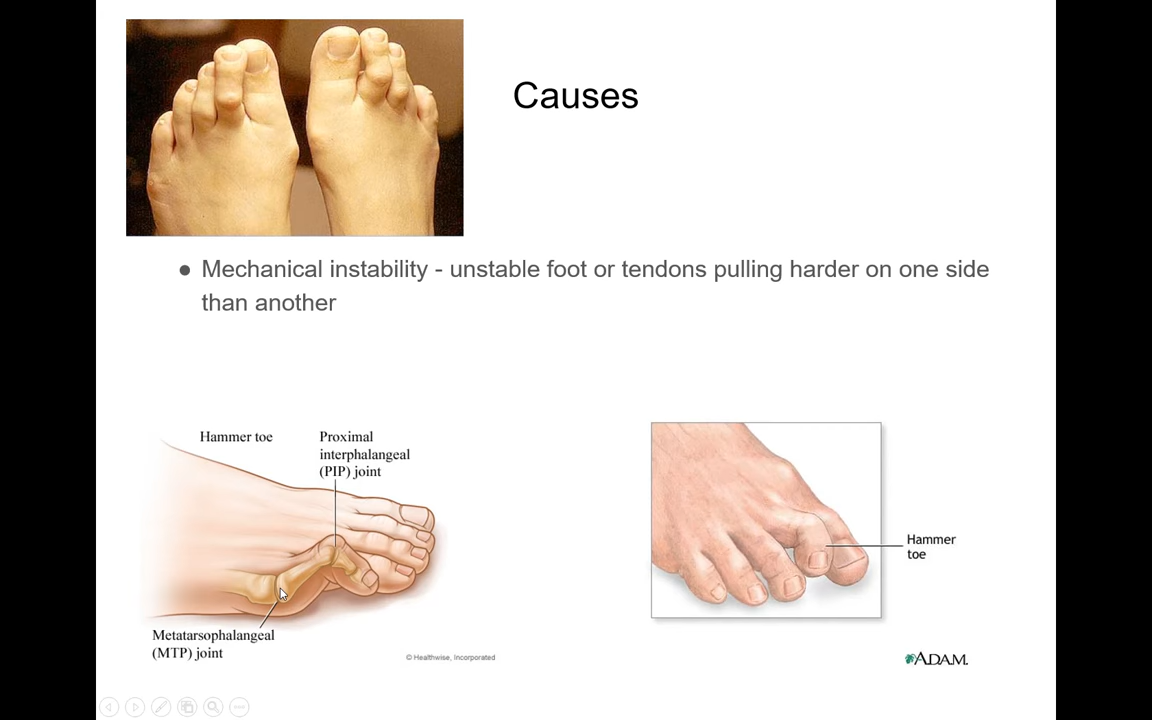 Causes
● Mechanical instability - unstable foot or tendons pulling harder on one side
than another
Hammer toe
Proximal
interphalangeal
(PIP) joint
Metatarsophalangeal
(MTP) joint
© Healthwise, Incorporated
Hammer
toe
ADAM.